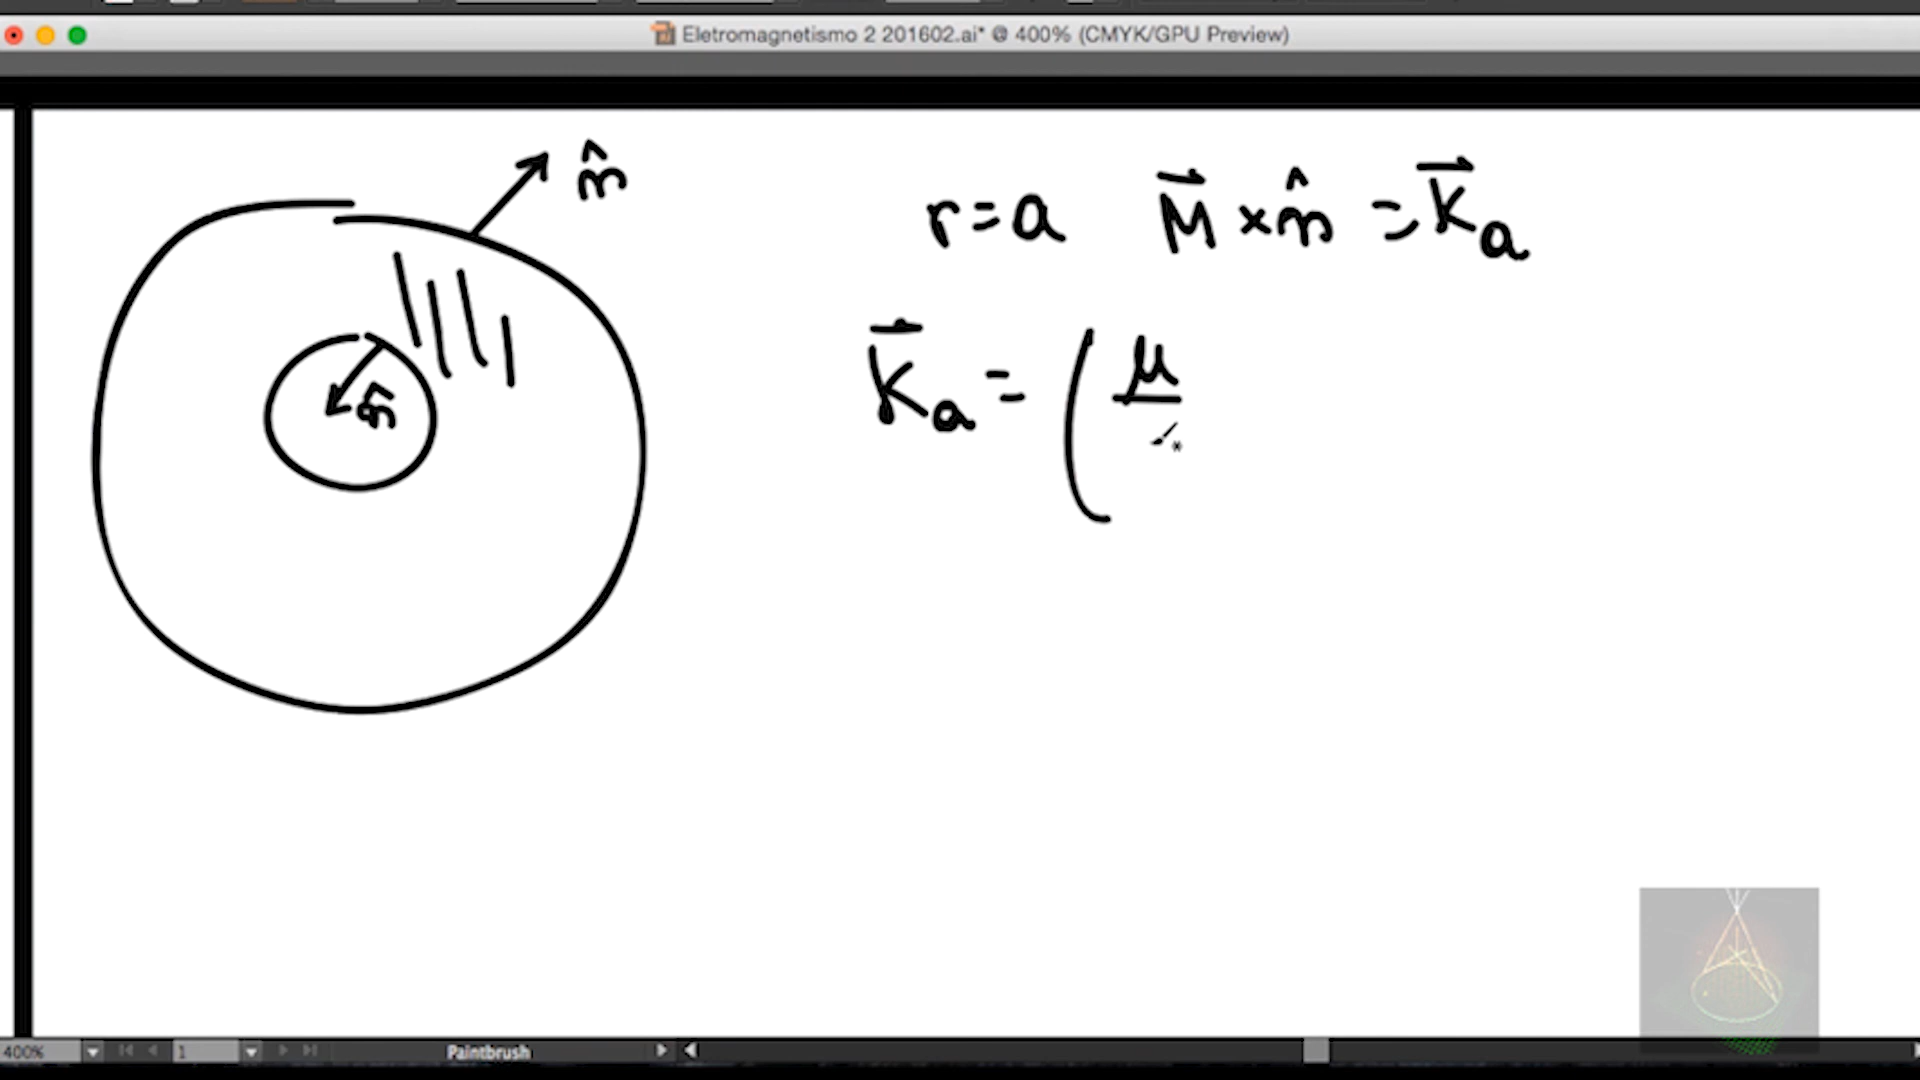 Eletromagnetismo 2 201602.ai* @ 400% (CMYK/GPU Preview)
n̂
r = a M⃗ × n̂ = K⃗a
K⃗a = ( μ/
n̂
400% 1 Paintbrush